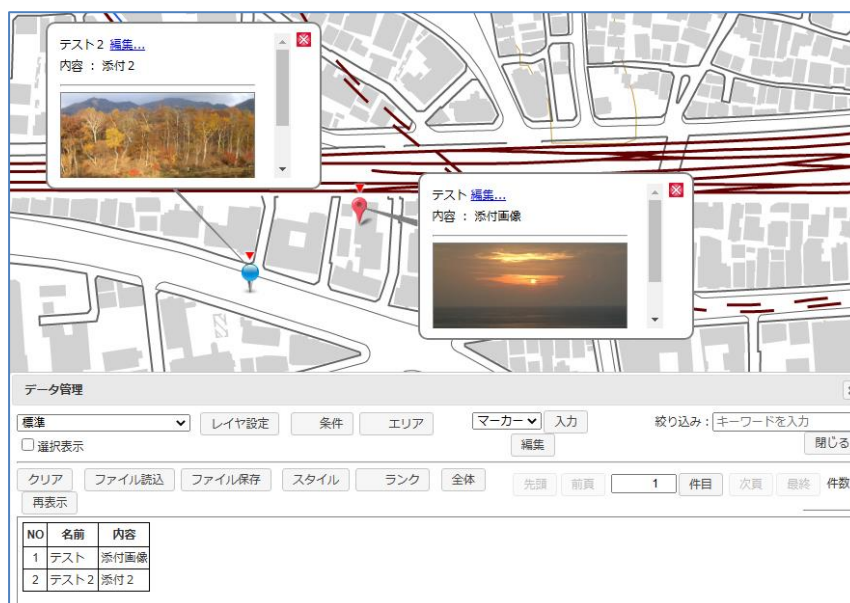 テスト2 編集...
内容 : 添付2
テスト 編集...
内容 : 添付画像
データ管理
標準 レイヤ設定 条件 エリア マーカー 入力 絞り込み : キーワードを入力
選択表示 編集 閉じる
クリア ファイル読込 ファイル保存 スタイル ランク 全体 先頭 前頁 1 件目 次頁 最終 件数
再表示
NO 名前 内容
1 テスト 添付画像
2 テスト2 添付2